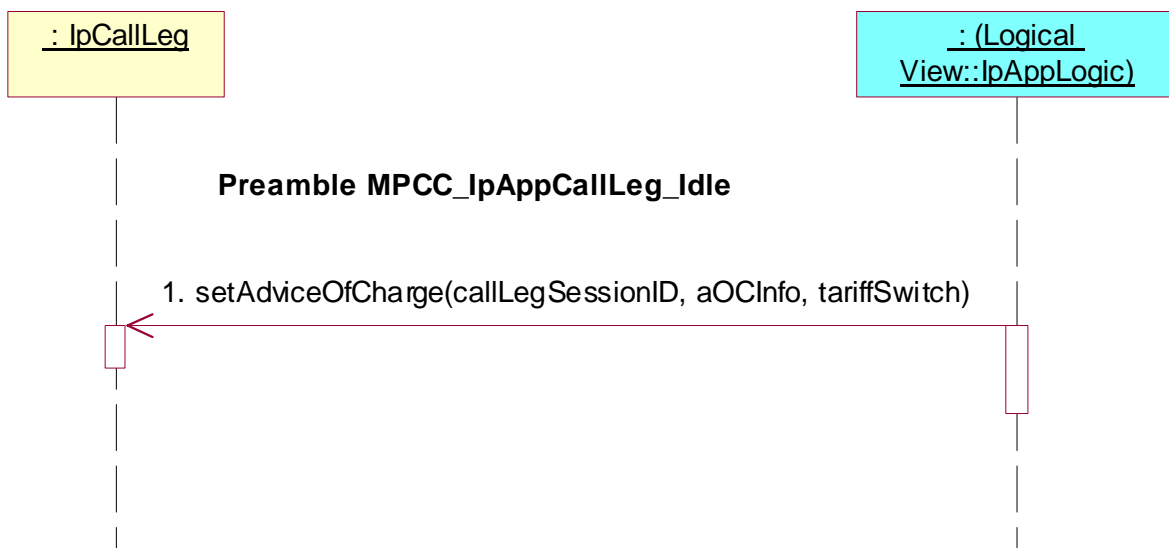 : IpCallLeg
: (Logical
View::IpAppLogic)
Preamble MPCC_IpAppCallLeg_Idle
1. setAdviceOfCharge(callLegSessionID, aOCInfo, tariffSwitch)